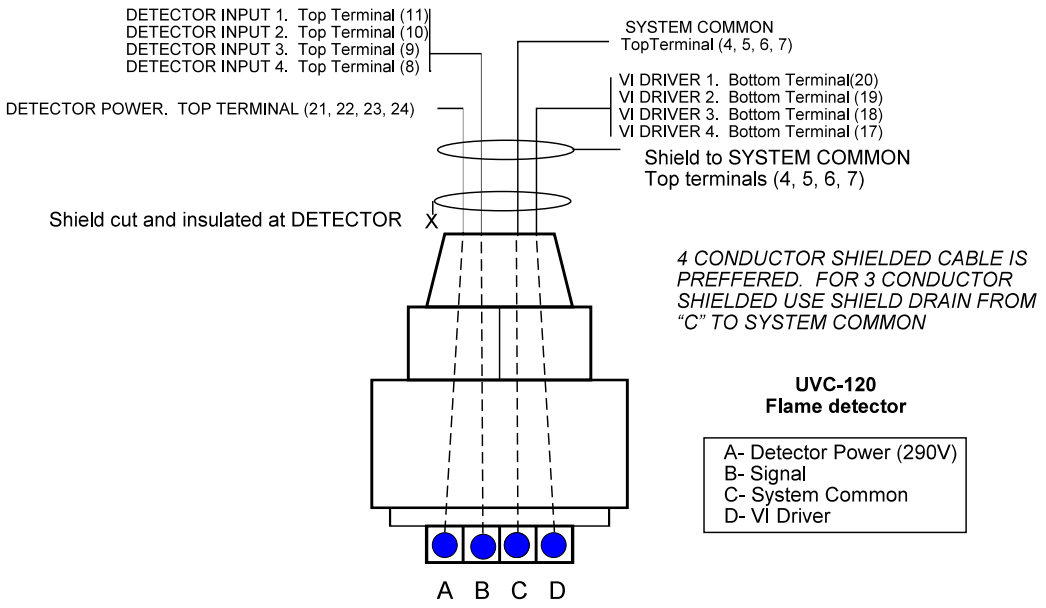 DETECTOR INPUT 1.  Top Terminal (11)
DETECTOR INPUT 2.  Top Terminal (10)
DETECTOR INPUT 3.  Top Terminal (9)
DETECTOR INPUT 4.  Top Terminal (8)
SYSTEM COMMON
TopTerminal (4, 5, 6, 7)
DETECTOR POWER.  TOP TERMINAL (21, 22, 23, 24)
VI DRIVER 1.  Bottom Terminal(20)
VI DRIVER 2.  Bottom Terminal (19)
VI DRIVER 3.  Bottom Terminal (18)
VI DRIVER 4.  Bottom Terminal (17)
Shield to SYSTEM COMMON
Top terminals (4, 5, 6, 7)
Shield cut and insulated at DETECTOR
X
4 CONDUCTOR SHIELDED CABLE IS
PREFFERED.  FOR 3 CONDUCTOR
SHIELDED USE SHIELD DRAIN FROM
“C” TO SYSTEM COMMON
UVC-120
Flame detector
A- Detector Power (290V)
B- Signal
C- System Common
D- VI Driver
A B C D